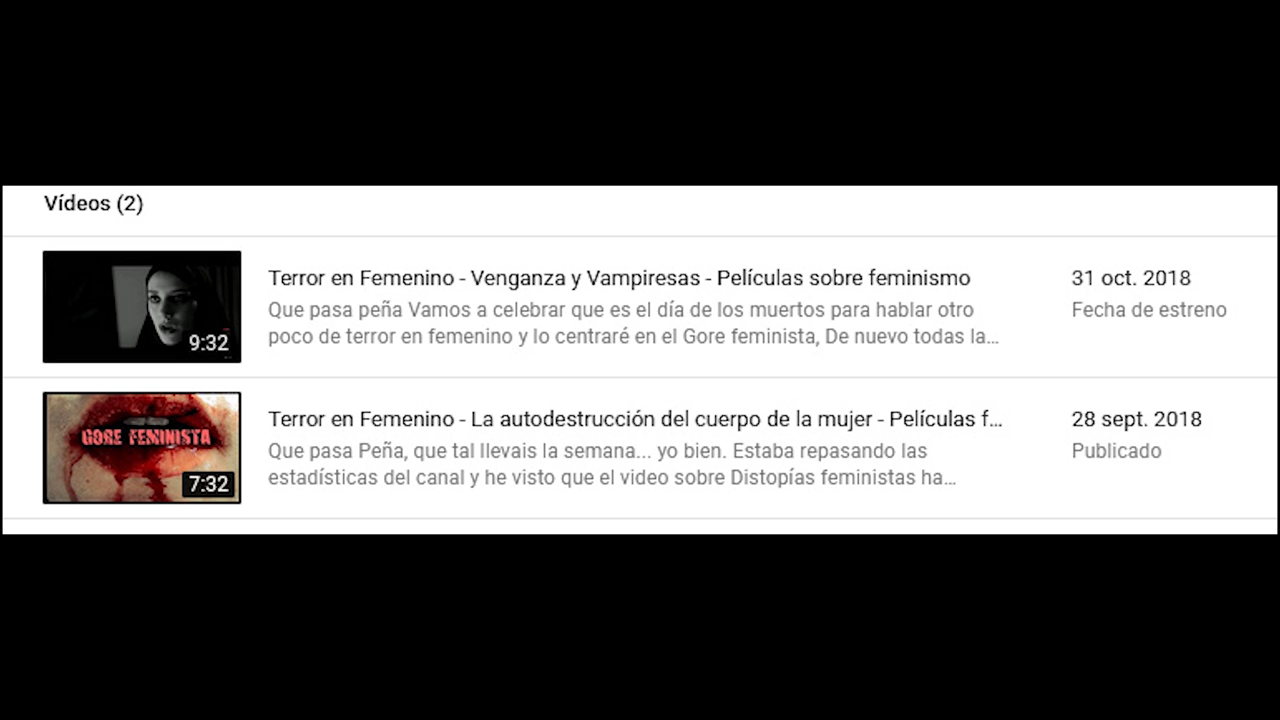 Vídeos (2)
9:32
Terror en Femenino - Venganza y Vampiresas - Películas sobre feminismo
31 oct. 2018
Que pasa peña Vamos a celebrar que es el día de los muertos para hablar otro
Fecha de estreno
poco de terror en femenino y lo centraré en el Gore feminista, De nuevo todas la...
GORE FEMINISTA
7:32
Terror en Femenino - La autodestrucción del cuerpo de la mujer - Películas f...
28 sept. 2018
Que pasa Peña, que tal llevais la semana... yo bien. Estaba repasando las
Publicado
estadísticas del canal y he visto que el video sobre Distopías feministas ha...